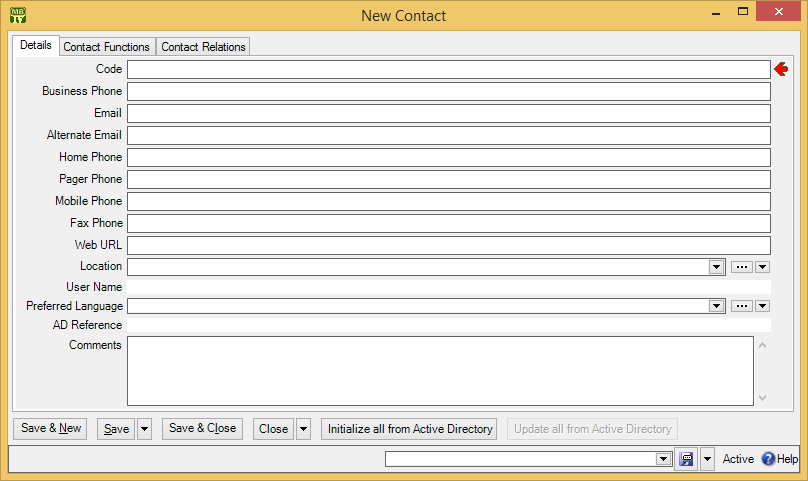 MB
IT
New Contact
Details Contact Functions Contact Relations
Code
Business Phone
Email
Alternate Email
Home Phone
Pager Phone
Mobile Phone
Fax Phone
Web URL
Location
User Name
Preferred Language
AD Reference
Comments
Save & New Save Save & Close Close Initialize all from Active Directory Update all from Active Directory
Active Help